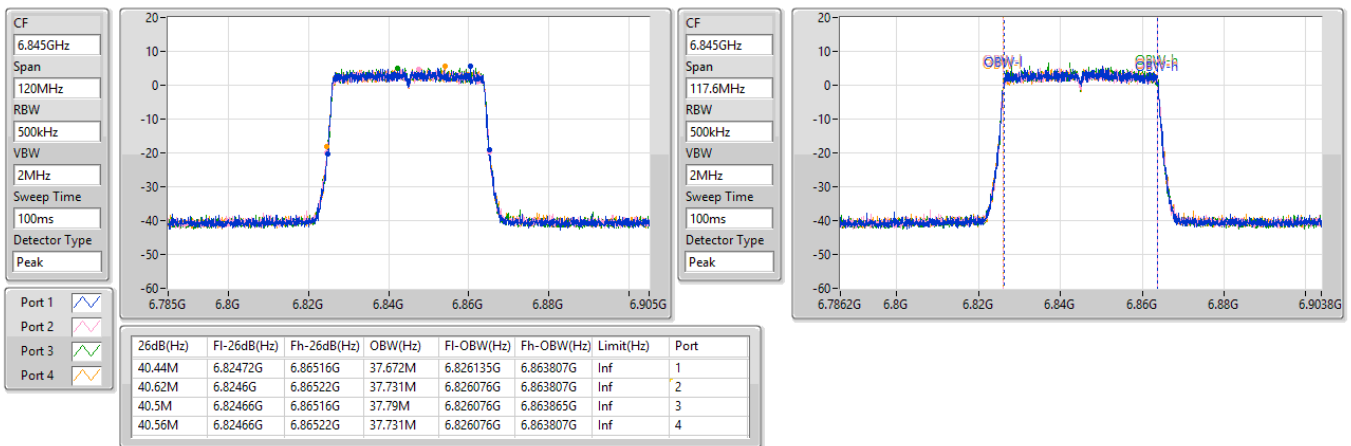 CF
6.845GHz
Span
120MHz
RBW
500kHz
VBW
2MHz
Sweep Time
100ms
Detector Type
Peak
20
10
0
-10
-20
-30
-40
-50
-60
6.785G 6.8G 6.82G 6.84G 6.86G 6.88G 6.905G
CF
6.845GHz
Span
117.6MHz
RBW
500kHz
VBW
2MHz
Sweep Time
100ms
Detector Type
Peak
20
10
0
-10
-20
-30
-40
-50
-60
OBW-l OBW-h
6.7862G 6.8G 6.82G 6.84G 6.86G 6.88G 6.9038G
Port 1
Port 2
Port 3
Port 4
26dB(Hz) Fl-26dB(Hz) Fh-26dB(Hz) OBW(Hz) Fl-OBW(Hz) Fh-OBW(Hz) Limit(Hz) Port
40.44M 6.82472G 6.86516G 37.672M 6.826135G 6.863807G Inf 1
40.62M 6.8246G 6.86522G 37.731M 6.826076G 6.863807G Inf 2
40.5M 6.82466G 6.86516G 37.79M 6.826076G 6.863865G Inf 3
40.56M 6.82466G 6.86522G 37.731M 6.826076G 6.863807G Inf 4